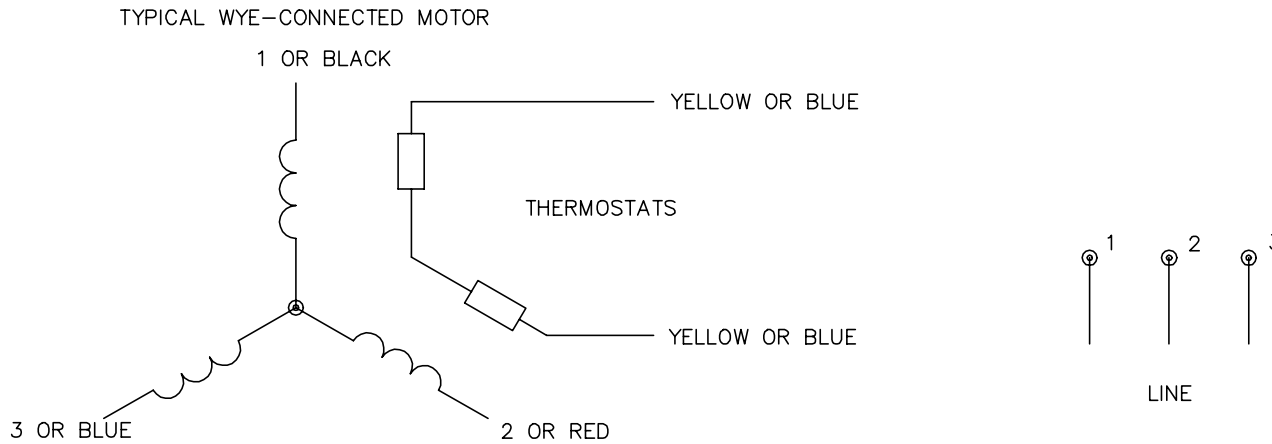 TYPICAL WYE-CONNECTED MOTOR
1 OR BLACK
YELLOW OR BLUE
THERMOSTATS
1 2 3
YELLOW OR BLUE
LINE
3 OR BLUE
2 OR RED